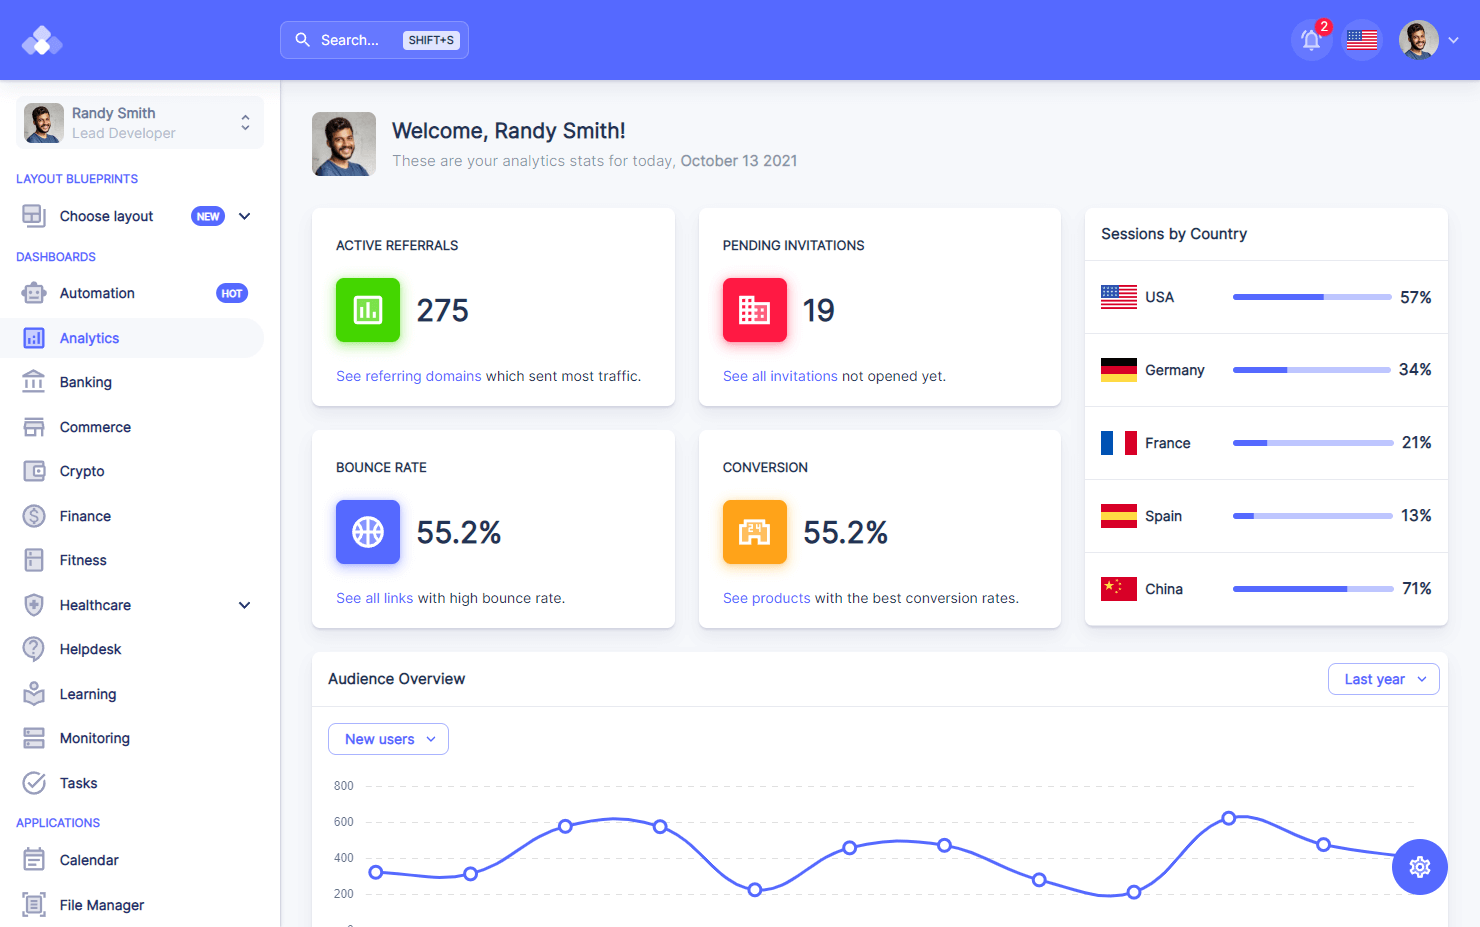 Search...
SHIFT+S
2
Randy Smith
Lead Developer
LAYOUT BLUEPRINTS
Choose layout
NEW
DASHBOARDS
Automation
HOT
Analytics
Banking
Commerce
Crypto
Finance
Fitness
Healthcare
Helpdesk
Learning
Monitoring
Tasks
APPLICATIONS
Calendar
File Manager
Welcome, Randy Smith!
These are your analytics stats for today, October 13 2021
ACTIVE REFERRALS
275
See referring domains which sent most traffic.
PENDING INVITATIONS
19
See all invitations not opened yet.
BOUNCE RATE
55.2%
See all links with high bounce rate.
CONVERSION
24
55.2%
See products with the best conversion rates.
Sessions by Country
USA 57%
Germany 34%
France 21%
Spain 13%
China 71%
Audience Overview
Last year
New users
800
600
400
200